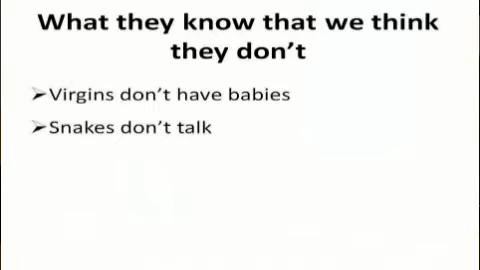 What they know that we think
they don't
➢Virgins don't have babies
➢Snakes don't talk